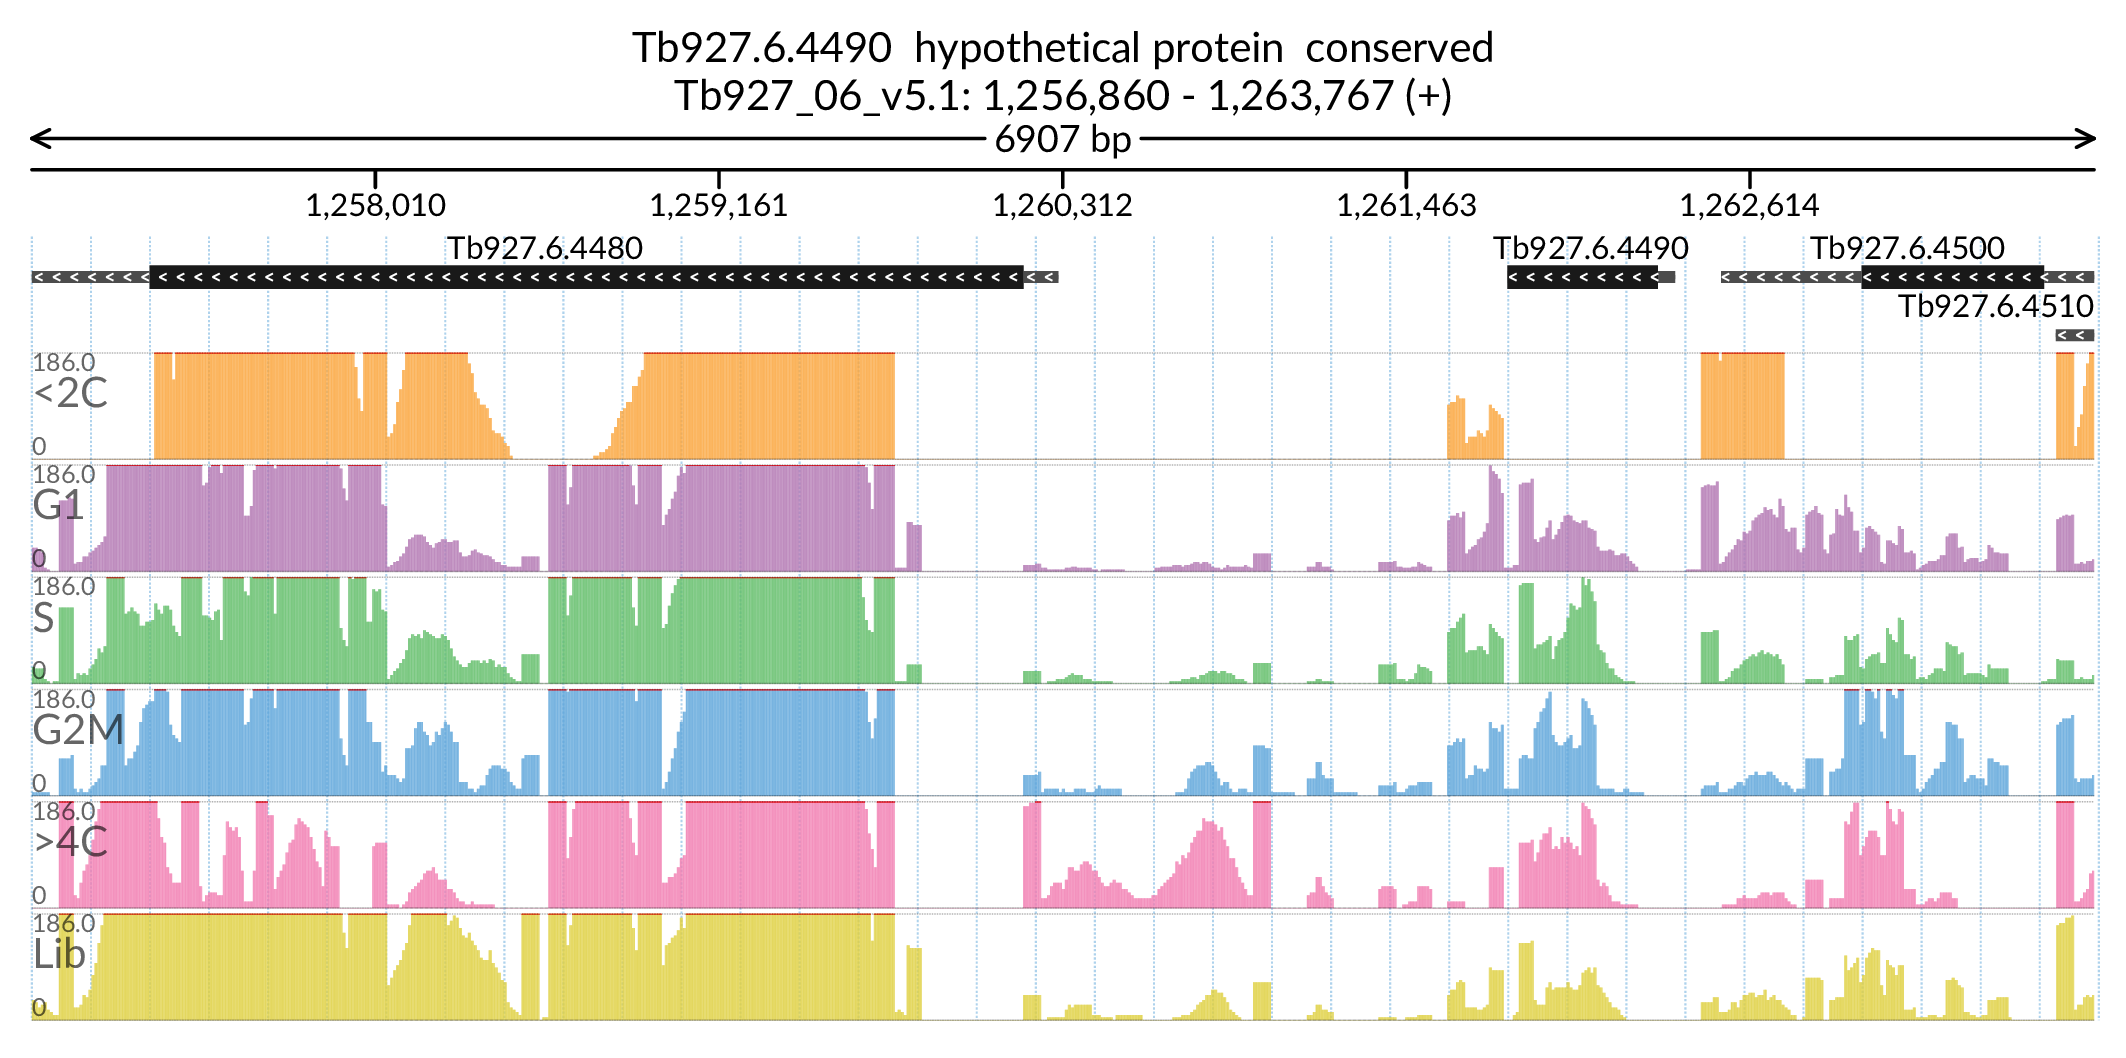 Tb927.6.4490 hypothetical protein conserved
Tb927_06_v5.1: 1,256,860 - 1,263,767 (+)
6907 bp
1,258,010 1,259,161 1,260,312 1,261,463 1,262,614
Tb927.6.4480 Tb927.6.4490 Tb927.6.4500
Tb927.6.4510
186.0
<2C
0
186.0
G1
0
186.0
S
0
186.0
G2M
0
186.0
>4C
0
186.0
Lib
0